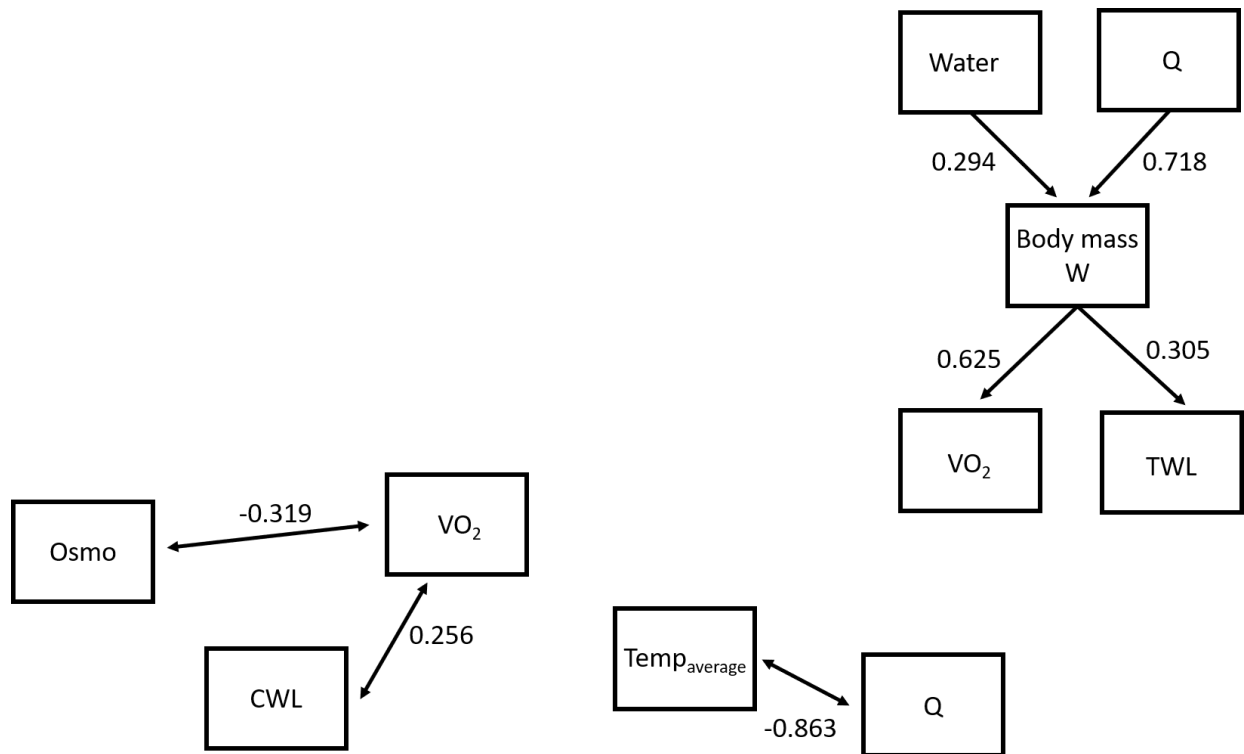 Water
Q
0.294
0.718
Body mass
W
0.625
0.305
VO₂
TWL
Osmo
-0.319
VO₂
0.256
CWL
Temp_average
-0.863
Q